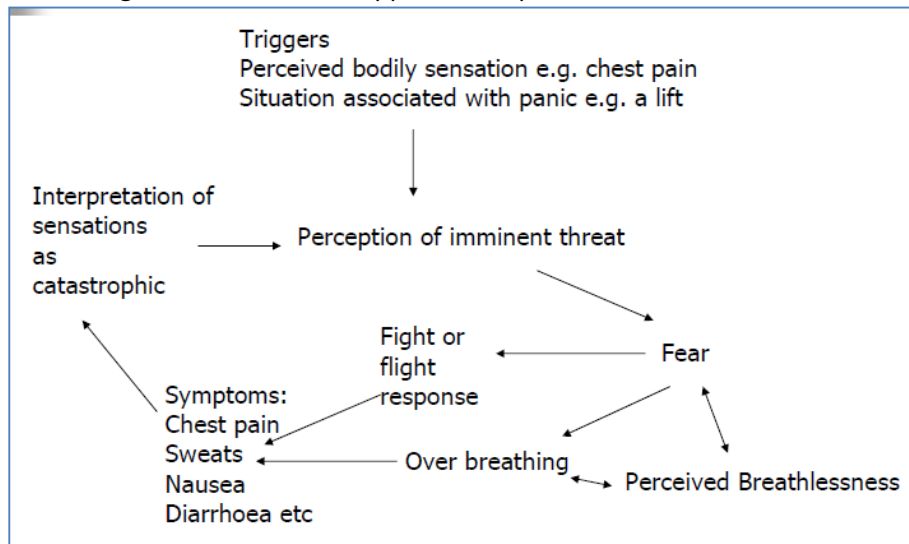 Triggers
Perceived bodily sensation e.g. chest pain
Situation associated with panic e.g. a lift
Interpretation of
sensations
as
catastrophic
Perception of imminent threat
Fight or
flight
response
Fear
Symptoms:
Chest pain
Sweats
Nausea
Diarrhoea etc
Over breathing
Perceived Breathlessness